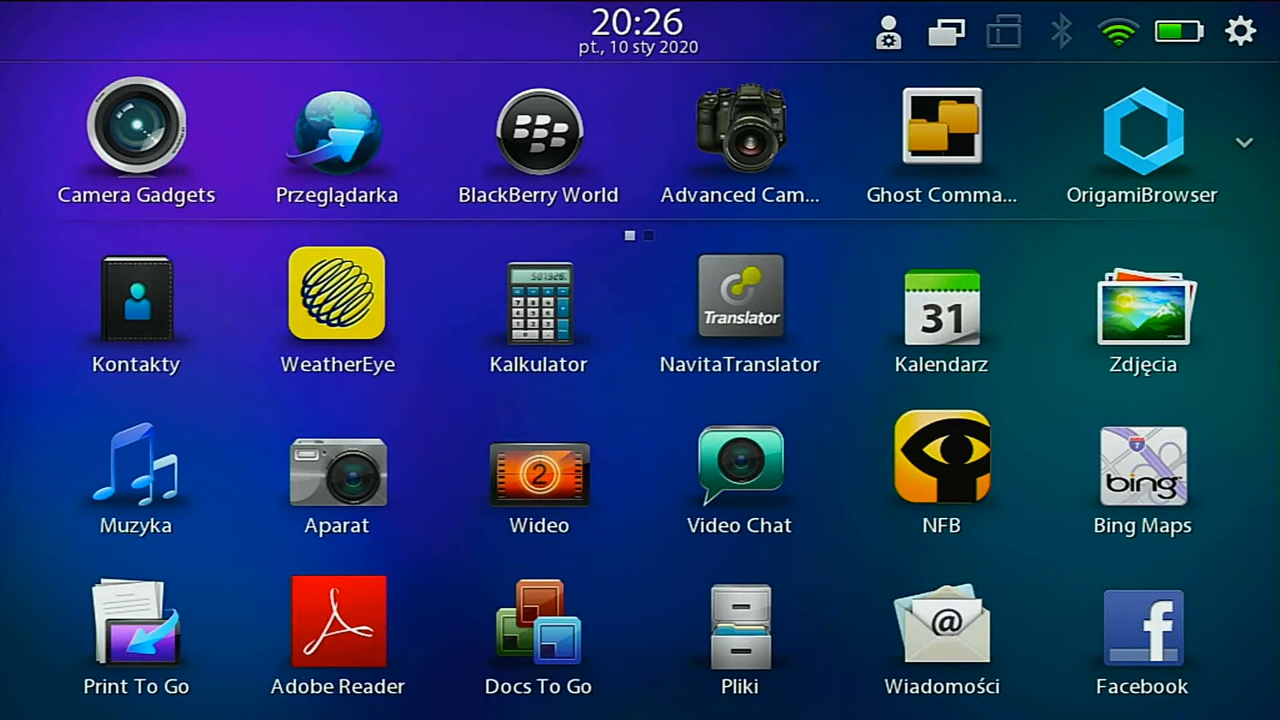 20:26
pt., 10 sty 2020
Camera Gadgets
Przeglądarka
BlackBerry World
Advanced Cam...
Ghost Comma...
OrigamiBrowser
581926.
Translator
31
Kontakty
WeatherEye
Kalkulator
NavitaTranslator
Kalendarz
Zdjęcia
2
bing
Muzyka
Aparat
Wideo
Video Chat
NFB
Bing Maps
@
f
Print To Go
Adobe Reader
Docs To Go
Pliki
Wiadomości
Facebook